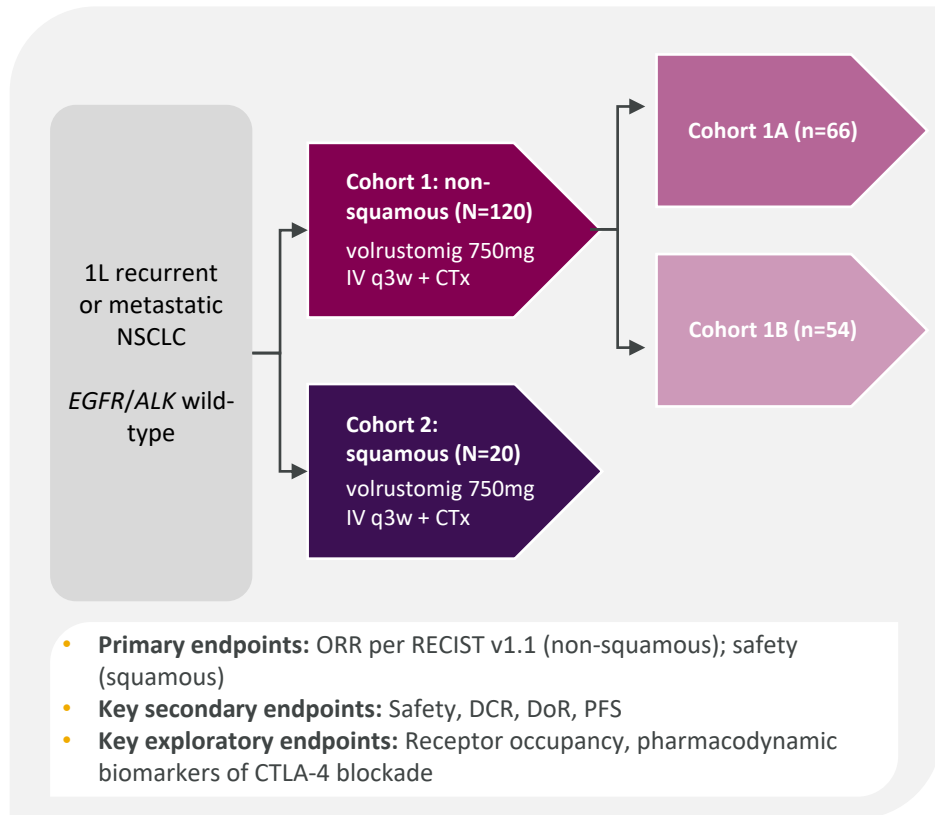 1L recurrent
or metastatic
NSCLC
EGFR/ALK wild-
type
Cohort 1: non-
squamous (N=120)
volrustomig 750mg
IV q3w + CTx
Cohort 2:
squamous (N=20)
volrustomig 750mg
IV q3w + CTx
Cohort 1A (n=66)
Cohort 1B (n=54)
• Primary endpoints: ORR per RECIST v1.1 (non-squamous); safety
(squamous)
• Key secondary endpoints: Safety, DCR, DoR, PFS
• Key exploratory endpoints: Receptor occupancy, pharmacodynamic
biomarkers of CTLA-4 blockade